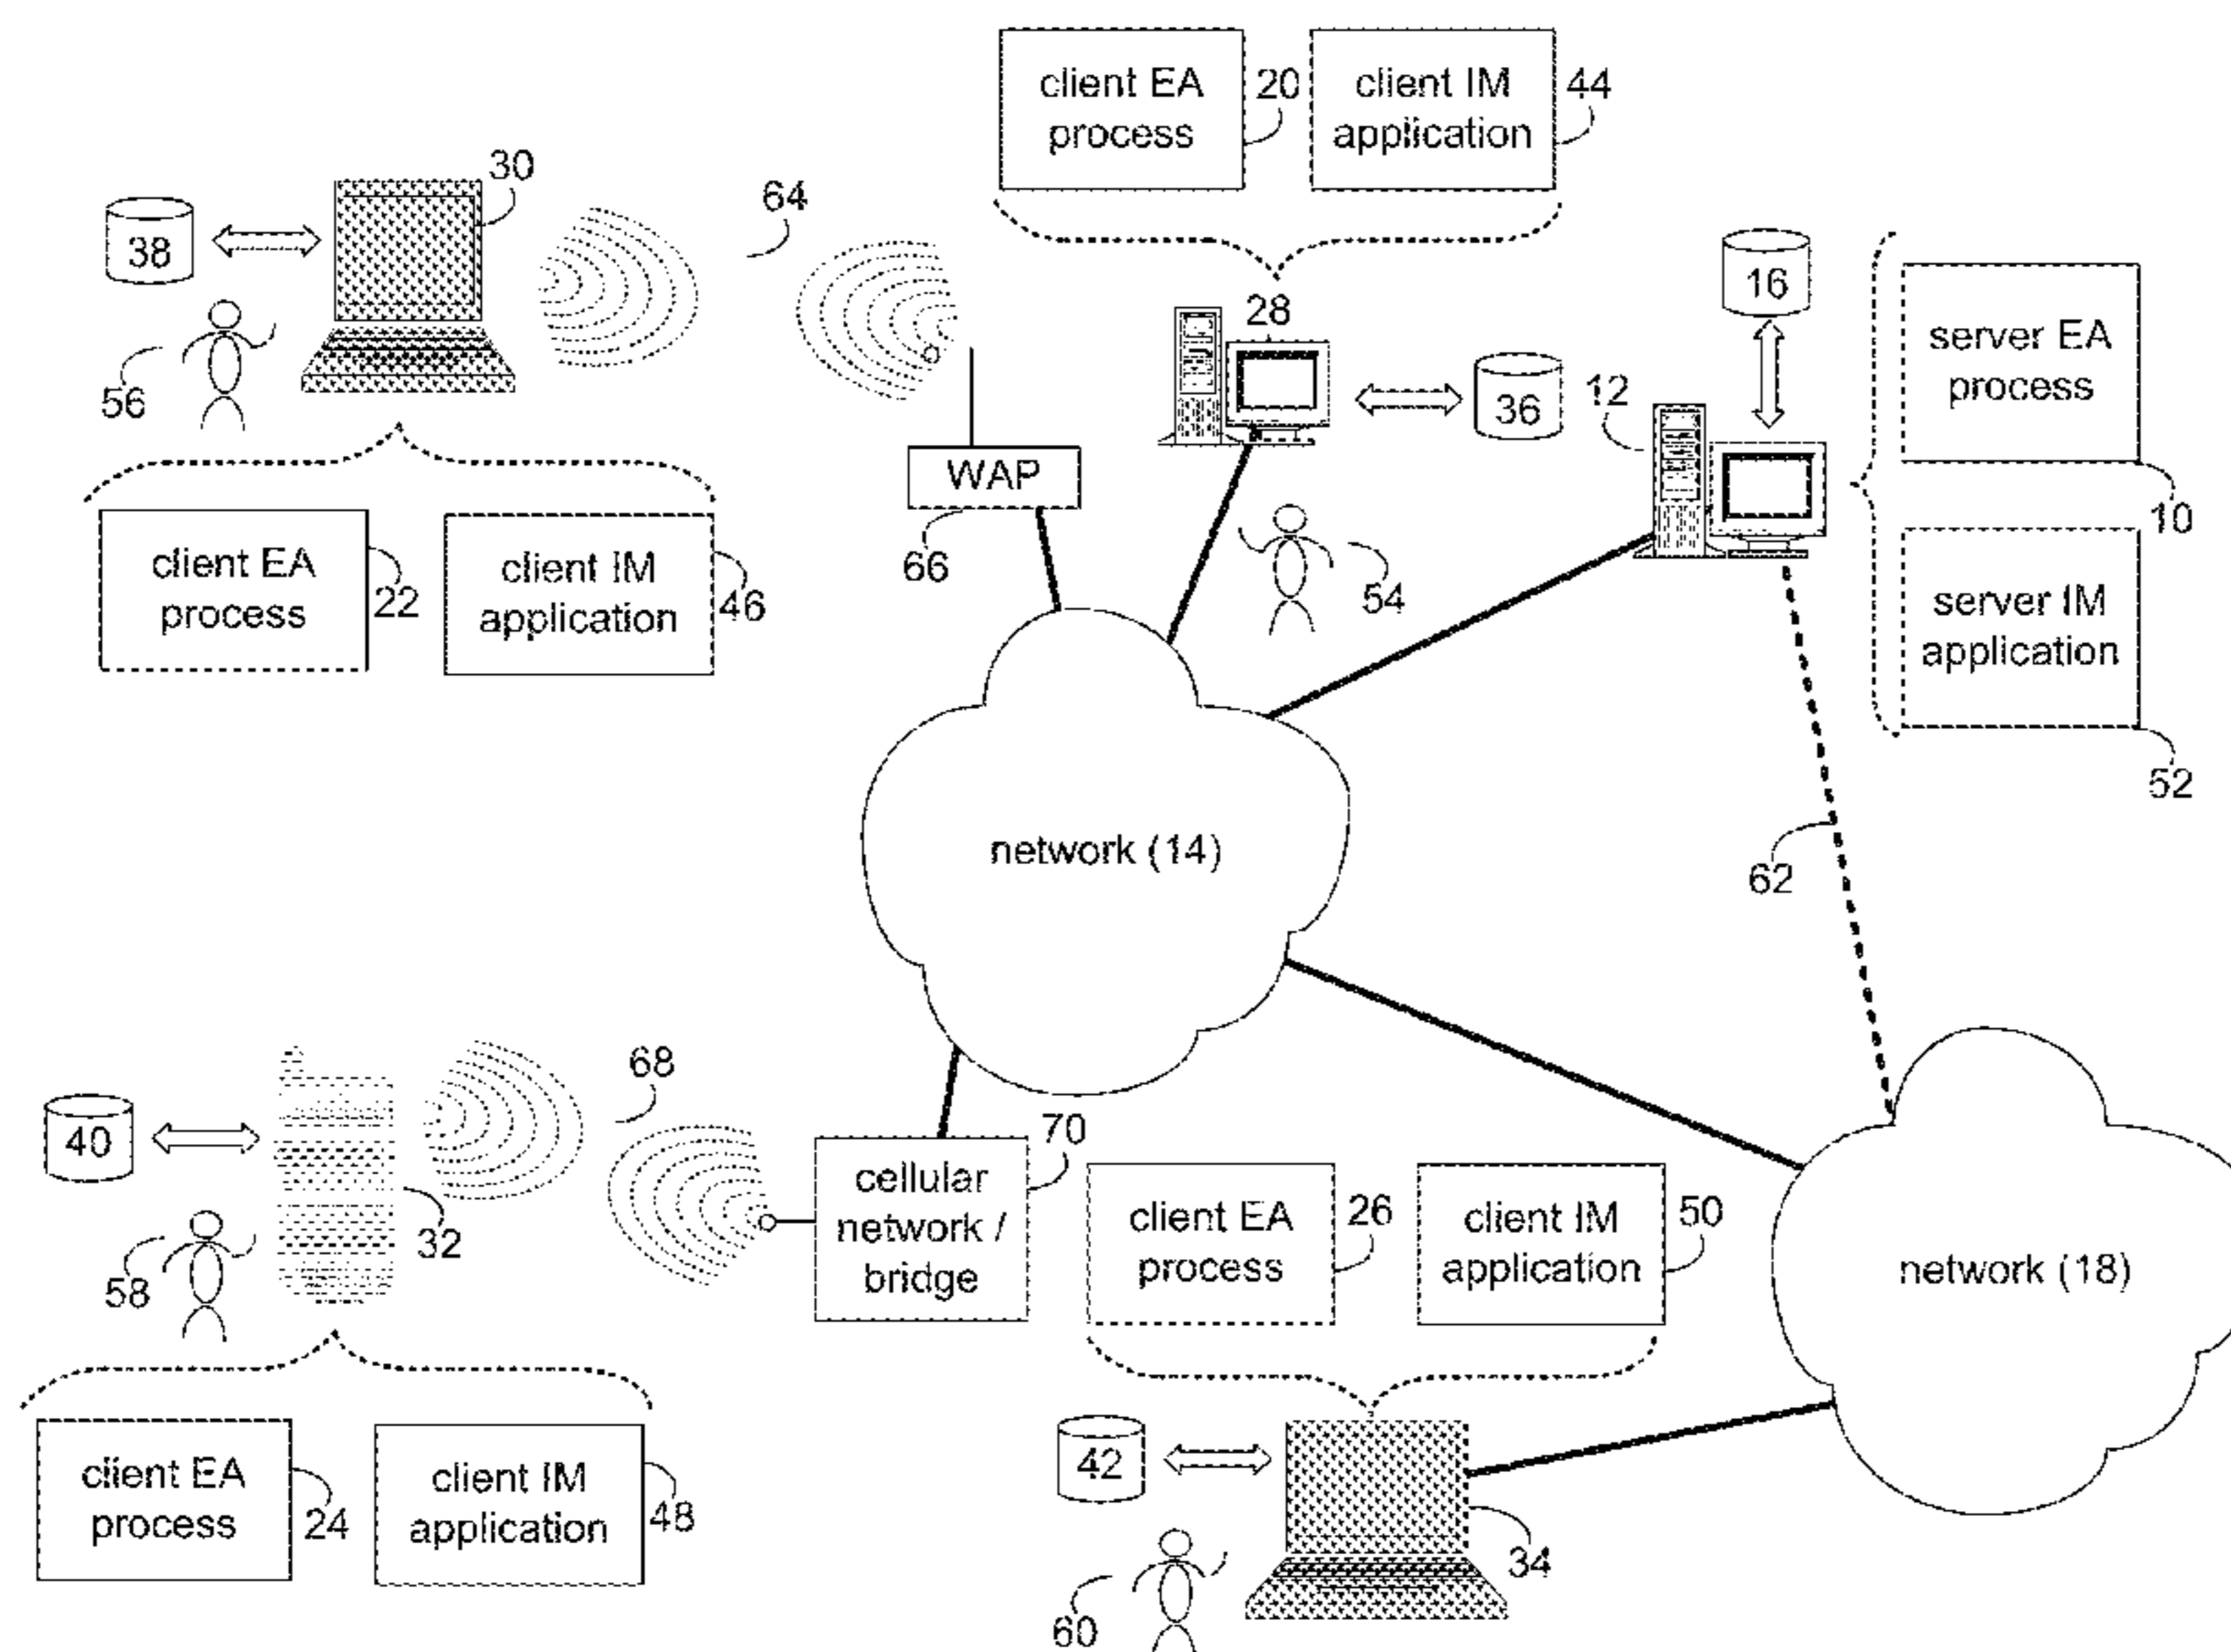 client EA
process
20
client IM
application
44
30
38
64
56
client EA
process
22
client IM
application
46
WAP
66
28
36
54
16
12
server EA
process
10
server IM
application
52
62
network (14)
68
40
32
58
cellular
network /
bridge
70
client EA
process
24
client IM
application
48
client EA
process
26
client IM
application
50
network (18)
42
34
60